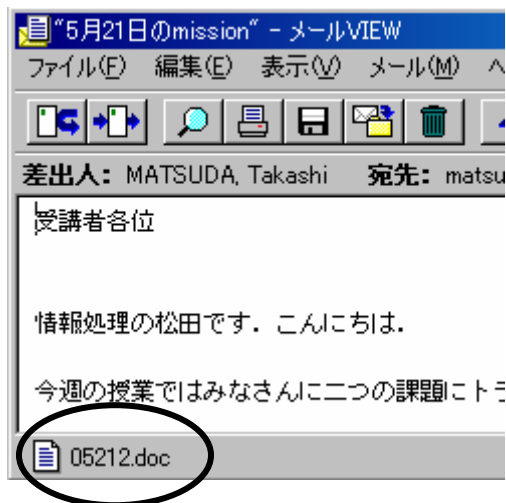 “5月21日のmission” - メールVIEW
ファイル(F) 編集(E) 表示(V) メール(M)
差出人: MATSUDA, Takashi 宛先: matsu
受講者各位
情報処理の松田です．こんにちは．
今週の授業ではみなさんに二つの課題にトラ
05212.doc